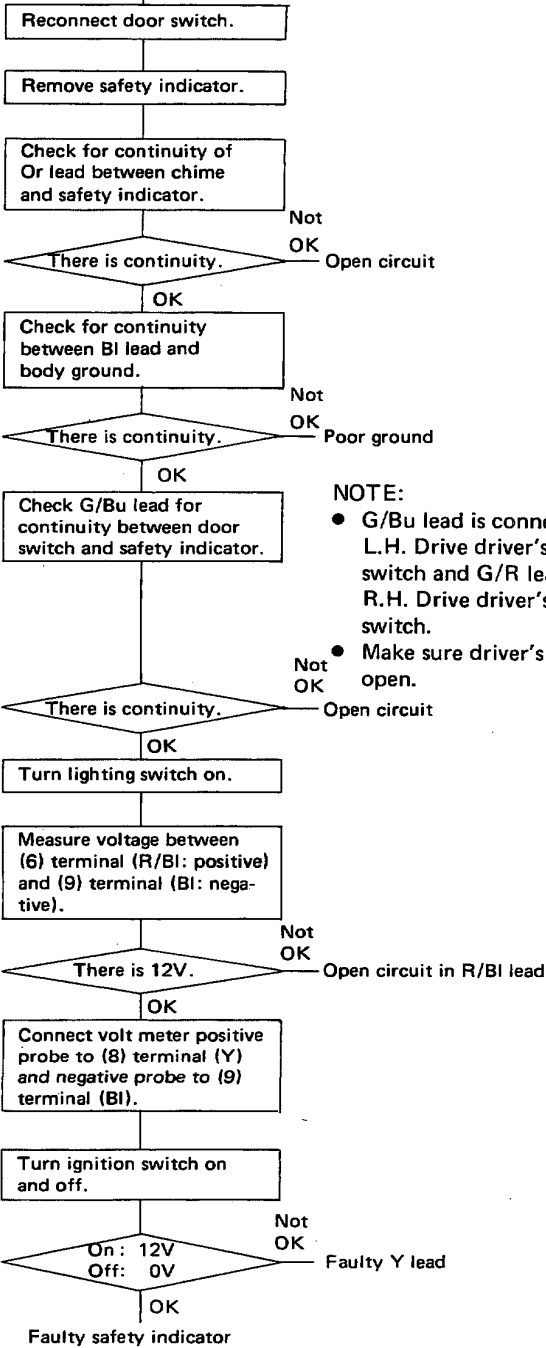 Reconnect door switch.
Remove safety indicator.
Check for continuity of
Or lead between chime
and safety indicator.
Not
OK
There is continuity.
Open circuit
OK
Check for continuity
between Bl lead and
body ground.
Not
OK
There is continuity.
Poor ground
OK
Check G/Bu lead for
continuity between door
switch and safety indicator.
NOTE:
● G/Bu lead is conne
L.H. Drive driver's
switch and G/R lea
R.H. Drive driver's
switch.
● Make sure driver's
open.
Not
OK
There is continuity.
Open circuit
OK
Turn lighting switch on.
Measure voltage between
(6) terminal (R/Bl: positive)
and (9) terminal (Bl: nega-
tive).
Not
OK
There is 12V.
Open circuit in R/Bl lead
OK
Connect volt meter positive
probe to (8) terminal (Y)
and negative probe to (9)
terminal (Bl).
Turn ignition switch on
and off.
Not
OK
On : 12V
Off: 0V
Faulty Y lead
OK
Faulty safety indicator